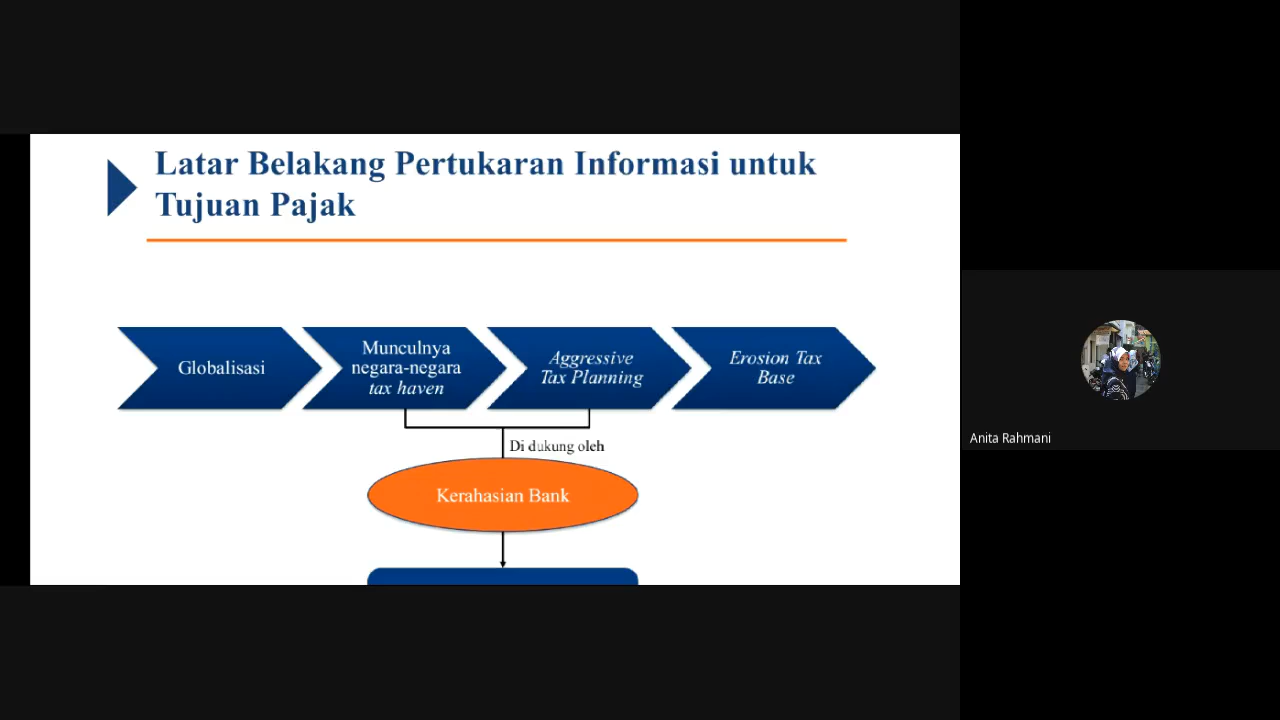 Latar Belakang Pertukaran Informasi untuk
Tujuan Pajak
Globalisasi
Munculnya
negara-negara
tax haven
Aggressive
Tax Planning
Erosion Tax
Base
Di dukung oleh
Kerahasian Bank
Anita Rahmani